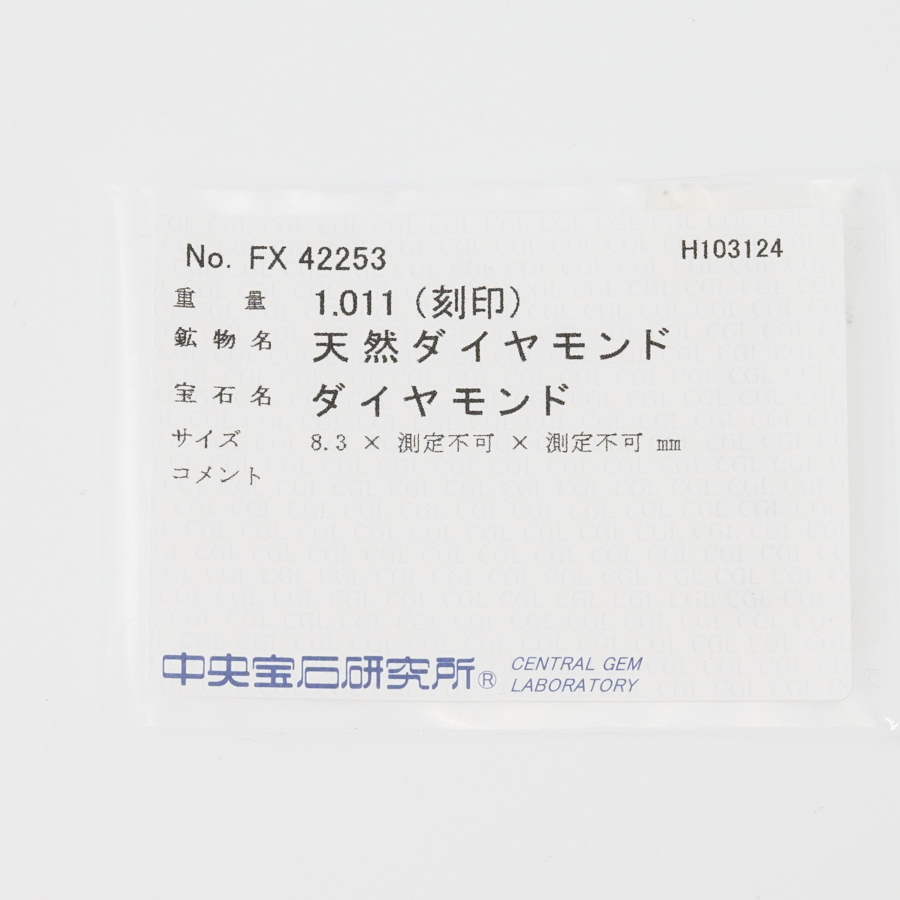 No. FX 42253 H103124
重量 1.011 (刻印)
鉱物名 天然ダイヤモンド
宝石名 ダイヤモンド
サイズ 8.3 × 測定不可 × 測定不可 mm
コメント
中央宝石研究所® CENTRAL GEM
LABORATORY